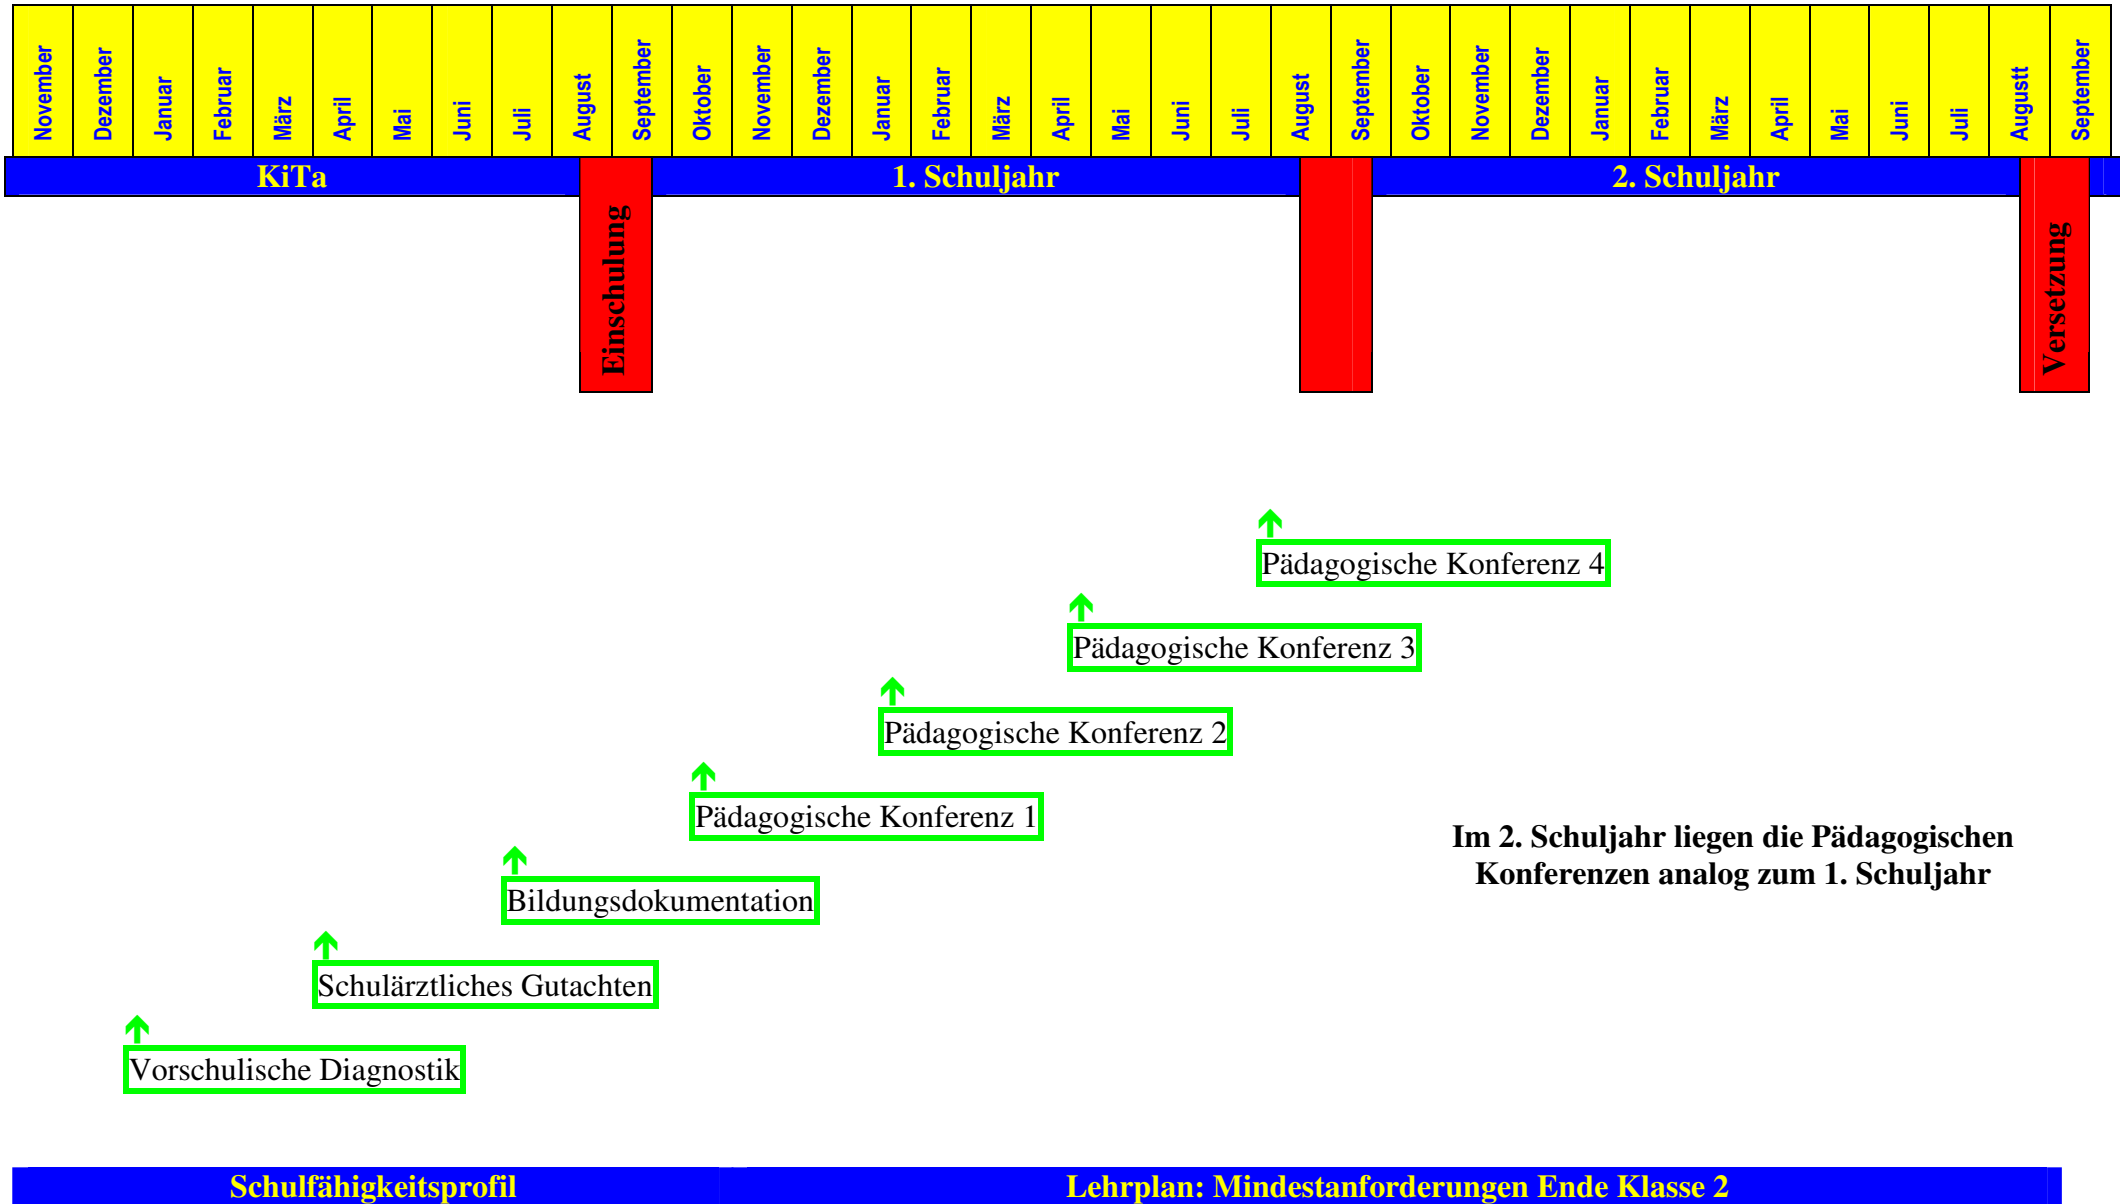 November Dezember Januar Februar März April Mai Juni Juli August September Oktober November Dezember Januar Februar März April Mai Juni Juli August September Oktober November Dezember Januar Februar März April Mai Juni Juli Augustt September
KiTa 1. Schuljahr 2. Schuljahr
Einschulung
Versetzung
Pädagogische Konferenz 4
Pädagogische Konferenz 3
Pädagogische Konferenz 2
Pädagogische Konferenz 1
Im 2. Schuljahr liegen die Pädagogischen
Konferenzen analog zum 1. Schuljahr
Bildungsdokumentation
Schulärztliches Gutachten
Vorschulische Diagnostik
Schulfähigkeitsprofil Lehrplan: Mindestanforderungen Ende Klasse 2